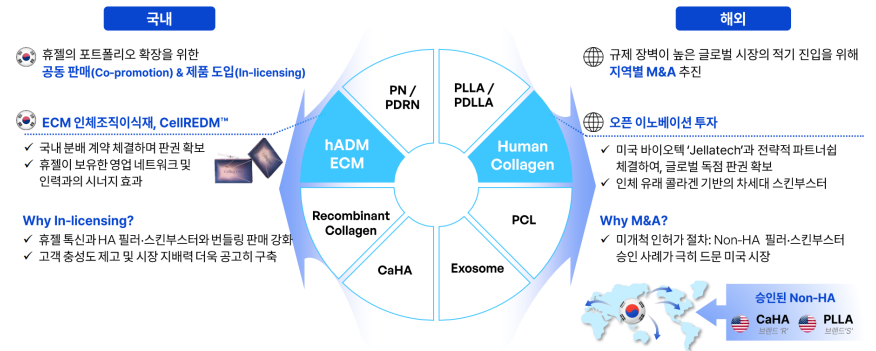 국내
휴젤의 포트폴리오 확장을 위한
공동 판매(Co-promotion) & 제품 도입(In-licensing)
ECM 인체조직이식재, CellREDM™
✓ 국내 분배 계약 체결하며 판권 확보
✓ 휴젤이 보유한 영업 네트워크 및
인력과의 시너지 효과
Why In-licensing?
✓ 휴젤 톡신과 HA 필러·스킨부스터와 번들링 판매 강화
✓ 고객 충성도 제고 및 시장 지배력 더욱 공고히 구축
PN /
PDRN
PLLA /
PDLLA
hADM
ECM
Human
Collagen
Recombinant
Collagen
PCL
CaHA
Exosome
해외
규제 장벽이 높은 글로벌 시장의 적기 진입을 위해
지역별 M&A 추진
오픈 이노베이션 투자
✓ 미국 바이오텍 ‘Jellatech’과 전략적 파트너쉽
체결하여, 글로벌 독점 판권 확보
✓ 인체 유래 콜라겐 기반의 차세대 스킨부스터
Why M&A?
✓ 미개척 인허가 절차: Non-HA 필러·스킨부스터
승인 사례가 극히 드문 미국 시장
승인된 Non-HA
CaHA
브랜드 'R'
PLLA
브랜드'S'